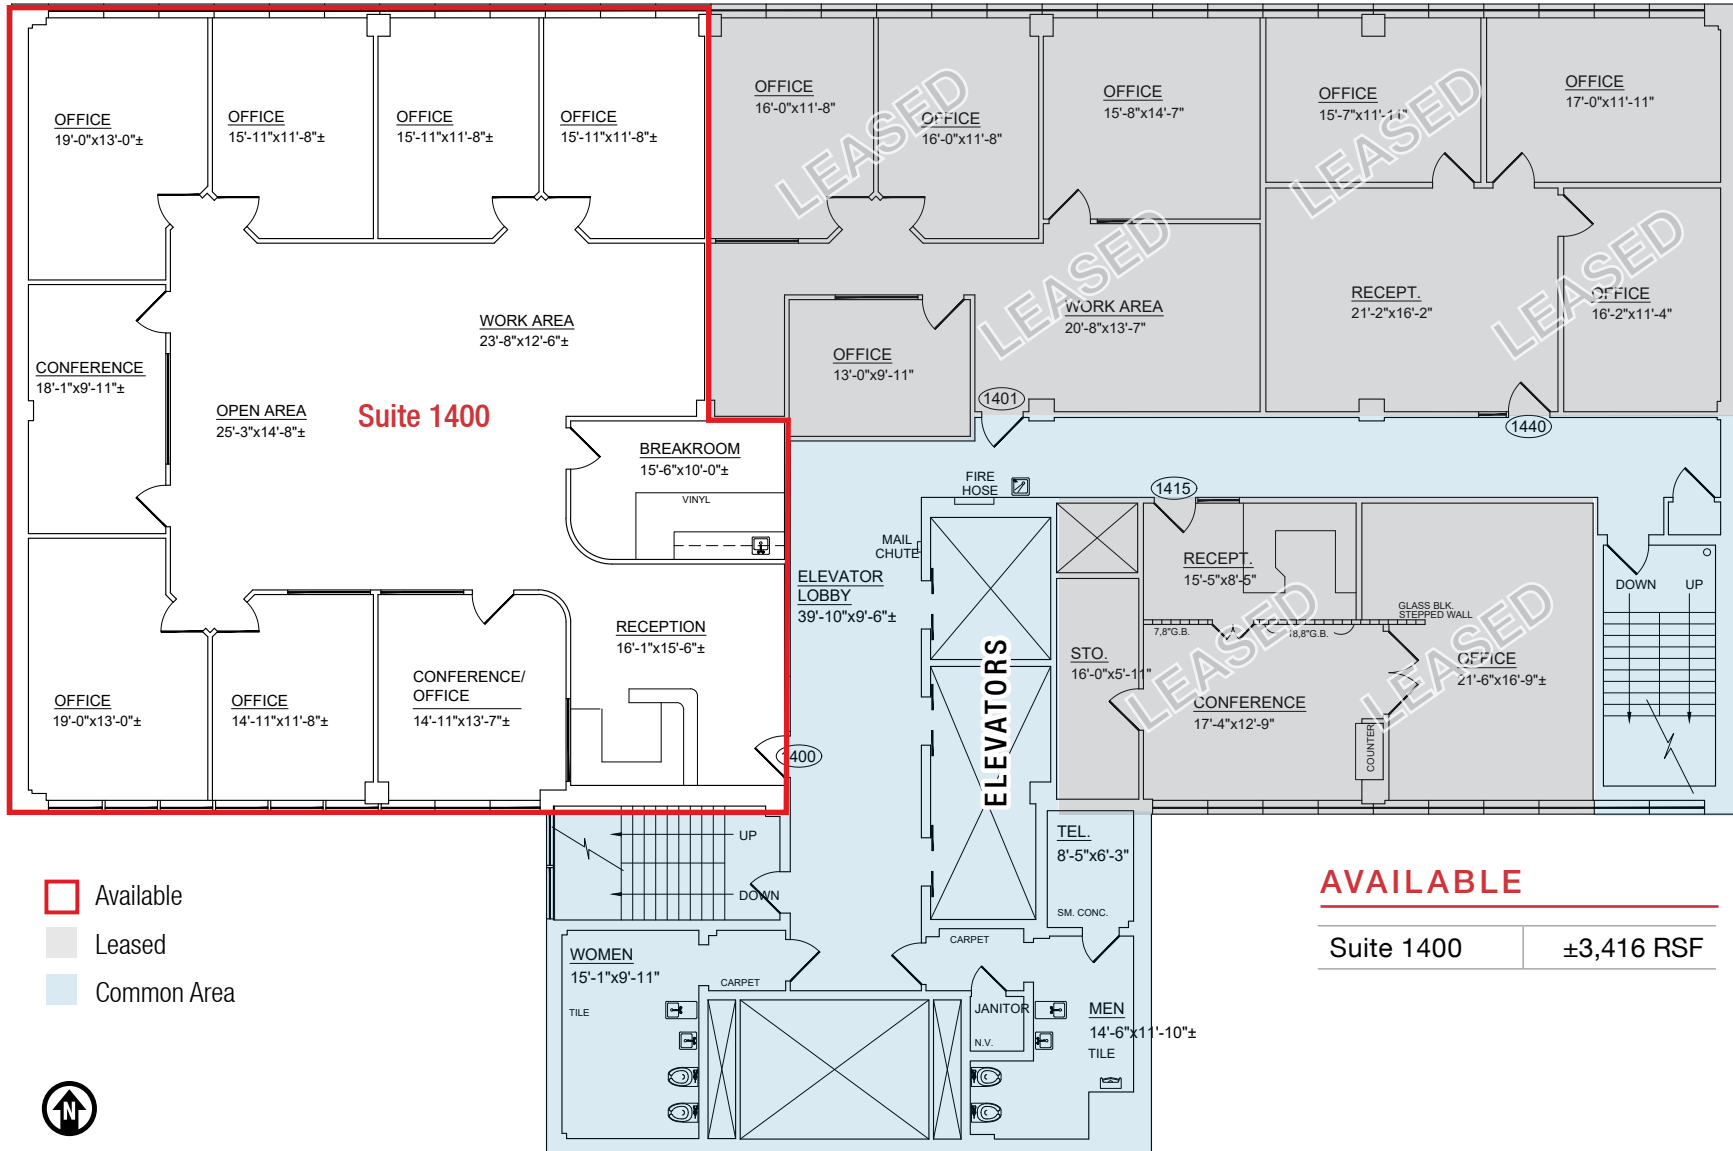 OFFICE
19'-0"x13'-0"±
OFFICE
15'-11"x11'-8"±
OFFICE
15'-11"x11'-8"±
OFFICE
15'-11"x11'-8"±
OFFICE
16'-0"x11'-8"
OFFICE
16'-0"x11'-8"
LEASED
OFFICE
15'-8"x14'-7"
OFFICE
15'-7"x11'-11"
LEASED
OFFICE
17'-0"x11'-11"
CONFERENCE
18'-1"x9'-11"±
OPEN AREA
25'-3"x14'-8"±
WORK AREA
23'-8"x12'-6"±
Suite 1400
BREAKROOM
15'-6"x10'-0"±
VINYL
OFFICE
13'-0"x9'-11"
WORK AREA
20'-8"x13'-7"
LEASED
RECEPT.
21'-2"x16'-2"
OFFICE
16'-2"x11'-4"
LEASED
1401
1440
1415
FIRE
HOSE
MAIL
CHUTE
ELEVATOR
LOBBY
39'-10"x9'-6"±
ELEVATORS
RECEPT.
15'-5"x8'-5"
GLASS BLK.
STEPPED WALL
7,8"G.B.
18,8"G.B.
STO.
16'-0"x5'-11"
LEASED
CONFERENCE
17'-4"x12'-9"
COUNTER
LEASED
OFFICE
21'-6"x16'-9"±
DOWN
UP
OFFICE
19'-0"x13'-0"±
OFFICE
14'-11"x11'-8"±
CONFERENCE/
OFFICE
14'-11"x13'-7"±
RECEPTION
16'-1"x15'-6"±
1400
UP
DOWN
TEL.
8'-5"x6'-3"
SM. CONC.
WOMEN
15'-1"x9'-11"
CARPET
TILE
CARPET
JANITOR
N.V.
MEN
14'-6"x11'-10"±
TILE
Available
Leased
Common Area
N
AVAILABLE
Suite 1400 ±3,416 RSF